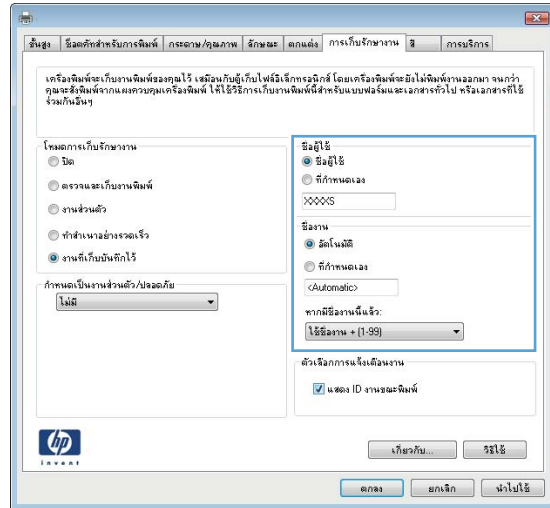 ขั้นสูง
ช็อตคัทสำหรับการพิมพ์
กระดาษ/คุณภาพ
ลักษณะ
ตกแต่ง
การเก็บรักษางาน
สี
การบริการ
เครื่องพิมพ์จะเก็บงานพิมพ์ของคุณไว้ เสมือนกับตู้เก็บไฟล์อิเล็กทรอนิกส์ โดยเครื่องพิมพ์จะยังไม่พิมพ์งานออกมา จนกว่า
คุณจะสั่งพิมพ์จากแผงควบคุมเครื่องพิมพ์ ให้ใช้วิธีการเก็บงานพิมพ์นี้สำหรับแบบฟอร์มและเอกสารทั่วไป หรือเอกสารที่ใช้
ร่วมกันอื่นๆ
โหมดการเก็บรักษางาน
ปิด
ตรวจและเก็บงานพิมพ์
งานส่วนตัว
ทำสำเนาอย่างรวดเร็ว
งานที่เก็บบันทึกไว้
กำหนดเป็นงานส่วนตัว/ปลอดภัย
ไม่มี
ชื่อผู้ใช้
ชื่อผู้ใช้
ที่กำหนดเอง
XXXXS
ชื่องาน
อัตโนมัติ
ที่กำหนดเอง
<Automatic>
หากมีชื่องานนี้แล้ว:
ใช้ชื่องาน + (1-99)
ตัวเลือกการแจ้งเตือนงาน
แสดง ID งานขณะพิมพ์
hp
invent
เกี่ยวกับ...
วิธีใช้
ตกลง
ยกเลิก
นำไปใช้